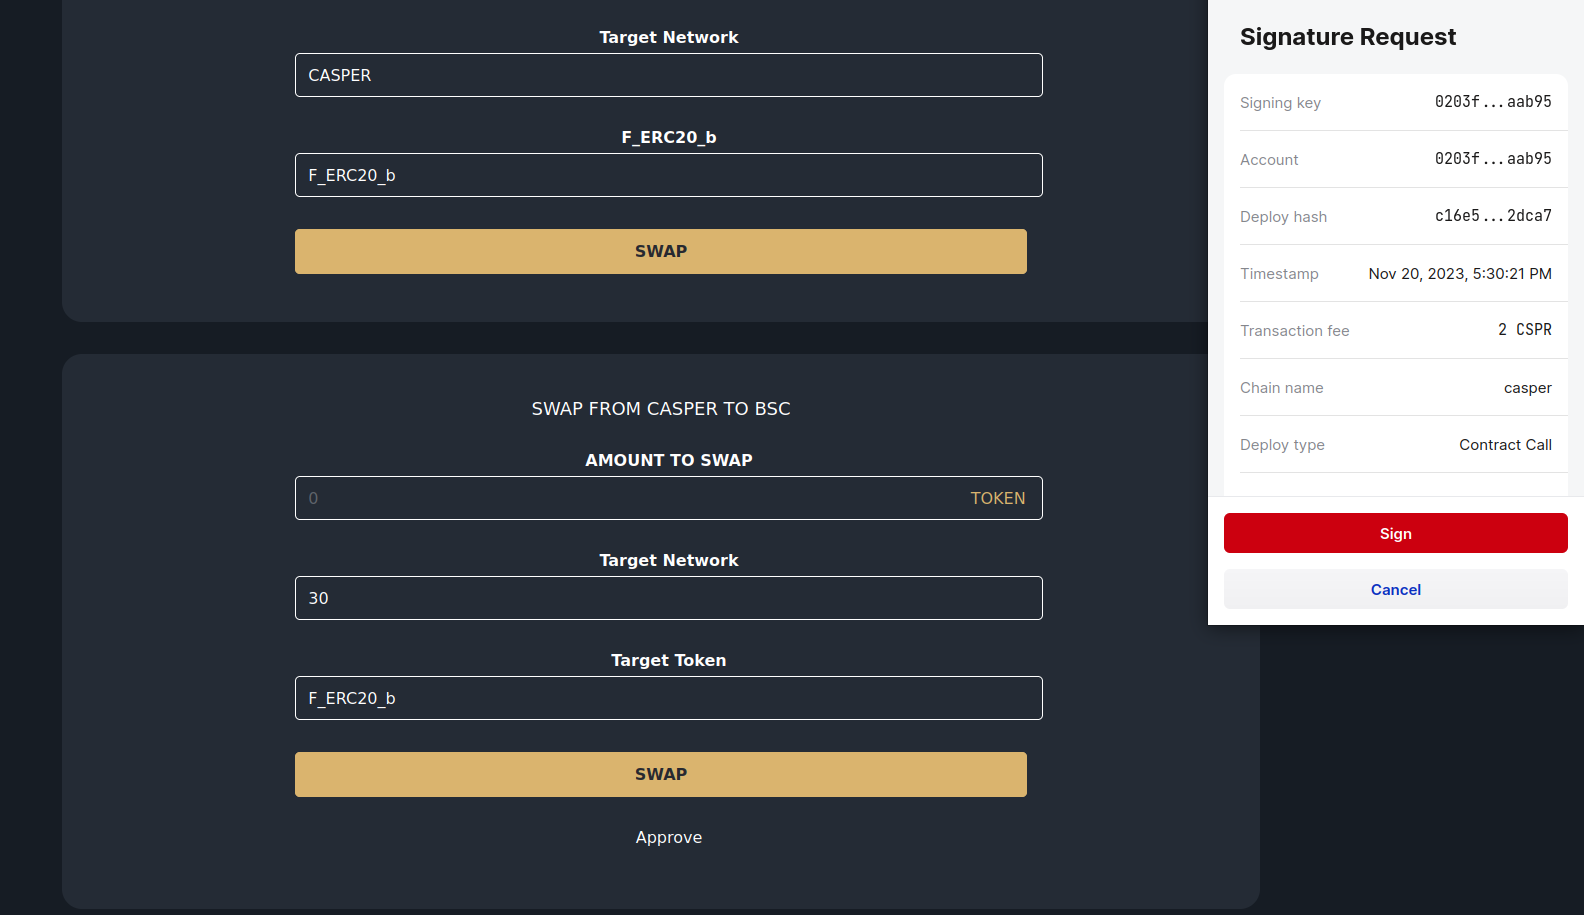 Target Network
CASPER
F_ERC20_b
F_ERC20_b
SWAP
SWAP FROM CASPER TO BSC
AMOUNT TO SWAP
0 TOKEN
Target Network
30
Target Token
F_ERC20_b
SWAP
Approve
Signature Request
Signing key 0203f...aab95
Account 0203f...aab95
Deploy hash c16e5...2dca7
Timestamp Nov 20, 2023, 5:30:21 PM
Transaction fee 2 CSPR
Chain name casper
Deploy type Contract Call
Sign
Cancel